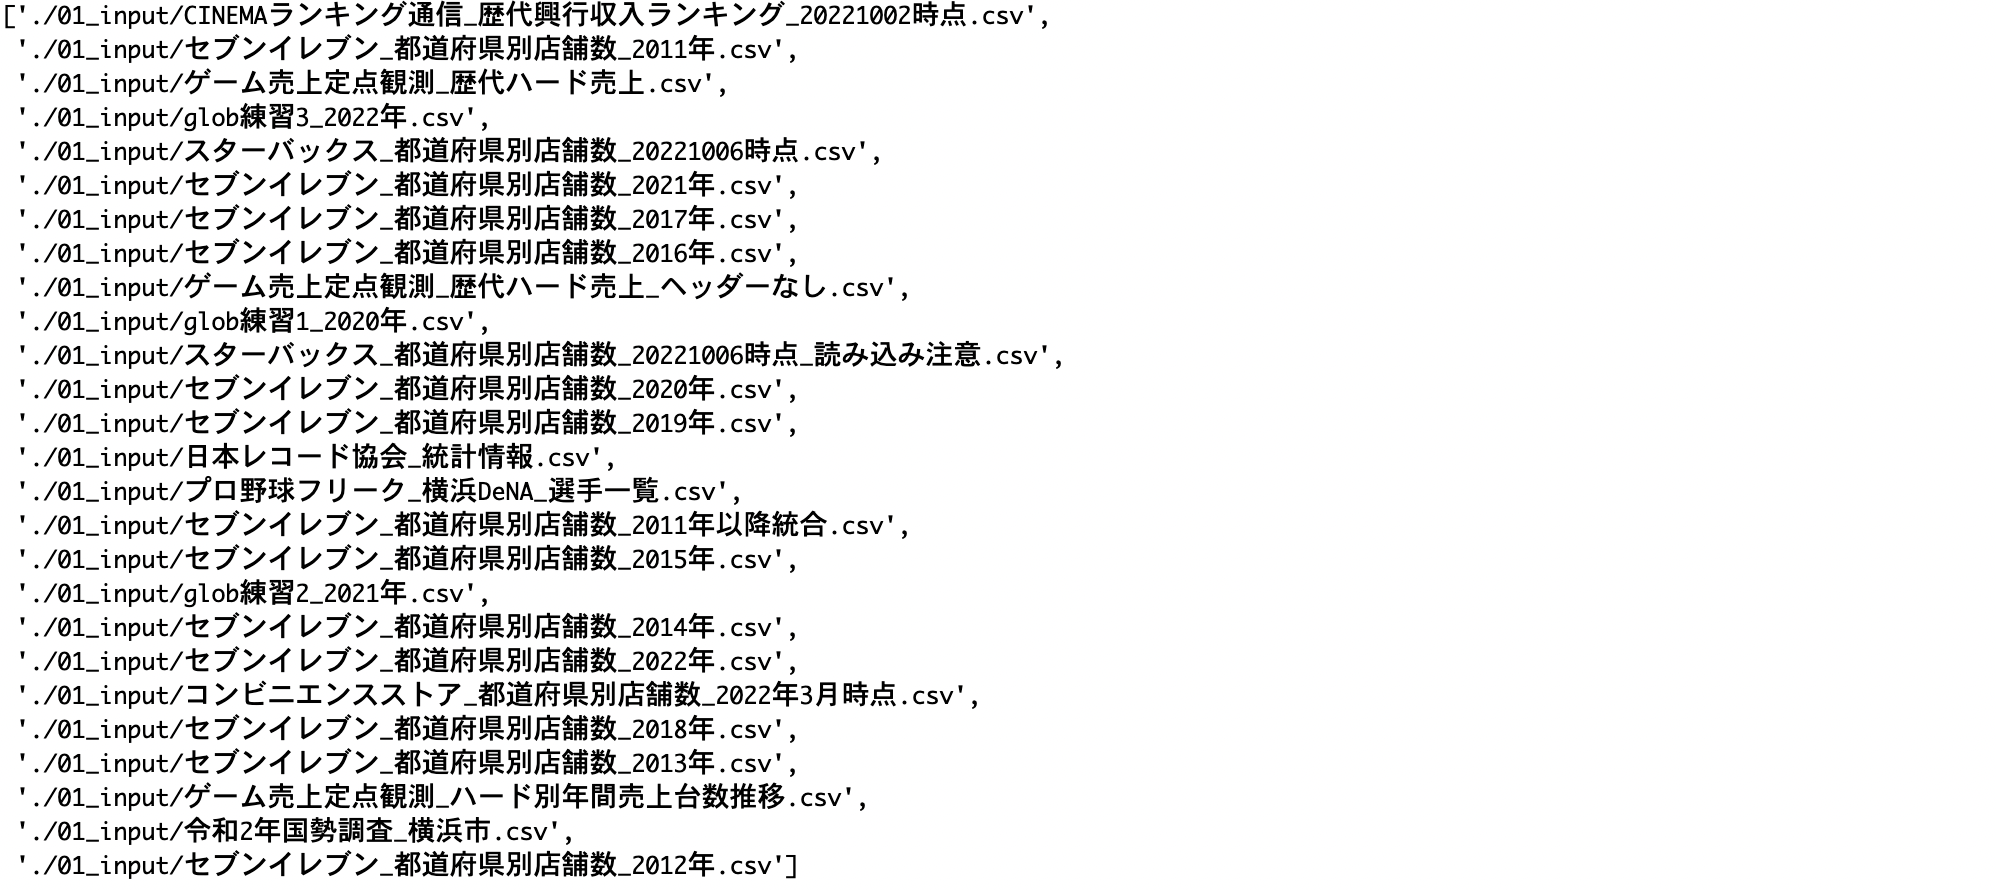 ['./01_input/CINEMAランキング通信_歴代興行収入ランキング_20221002時点.csv',
 './01_input/セブンイレブン_都道府県別店舗数_2011年.csv',
 './01_input/ゲーム売上定点観測_歴代ハード売上.csv',
 './01_input/glob練習3_2022年.csv',
 './01_input/スターバックス_都道府県別店舗数_20221006時点.csv',
 './01_input/セブンイレブン_都道府県別店舗数_2021年.csv',
 './01_input/セブンイレブン_都道府県別店舗数_2017年.csv',
 './01_input/セブンイレブン_都道府県別店舗数_2016年.csv',
 './01_input/ゲーム売上定点観測_歴代ハード売上_ヘッダーなし.csv',
 './01_input/glob練習1_2020年.csv',
 './01_input/スターバックス_都道府県別店舗数_20221006時点_読み込み注意.csv',
 './01_input/セブンイレブン_都道府県別店舗数_2020年.csv',
 './01_input/セブンイレブン_都道府県別店舗数_2019年.csv',
 './01_input/日本レコード協会_統計情報.csv',
 './01_input/プロ野球フリーク_横浜DeNA_選手一覧.csv',
 './01_input/セブンイレブン_都道府県別店舗数_2011年以降統合.csv',
 './01_input/セブンイレブン_都道府県別店舗数_2015年.csv',
 './01_input/glob練習2_2021年.csv',
 './01_input/セブンイレブン_都道府県別店舗数_2014年.csv',
 './01_input/セブンイレブン_都道府県別店舗数_2022年.csv',
 './01_input/コンビニエンスストア_都道府県別店舗数_2022年3月時点.csv',
 './01_input/セブンイレブン_都道府県別店舗数_2018年.csv',
 './01_input/セブンイレブン_都道府県別店舗数_2013年.csv',
 './01_input/ゲーム売上定点観測_ハード別年間売上台数推移.csv',
 './01_input/令和2年国勢調査_横浜市.csv',
 './01_input/セブンイレブン_都道府県別店舗数_2012年.csv']